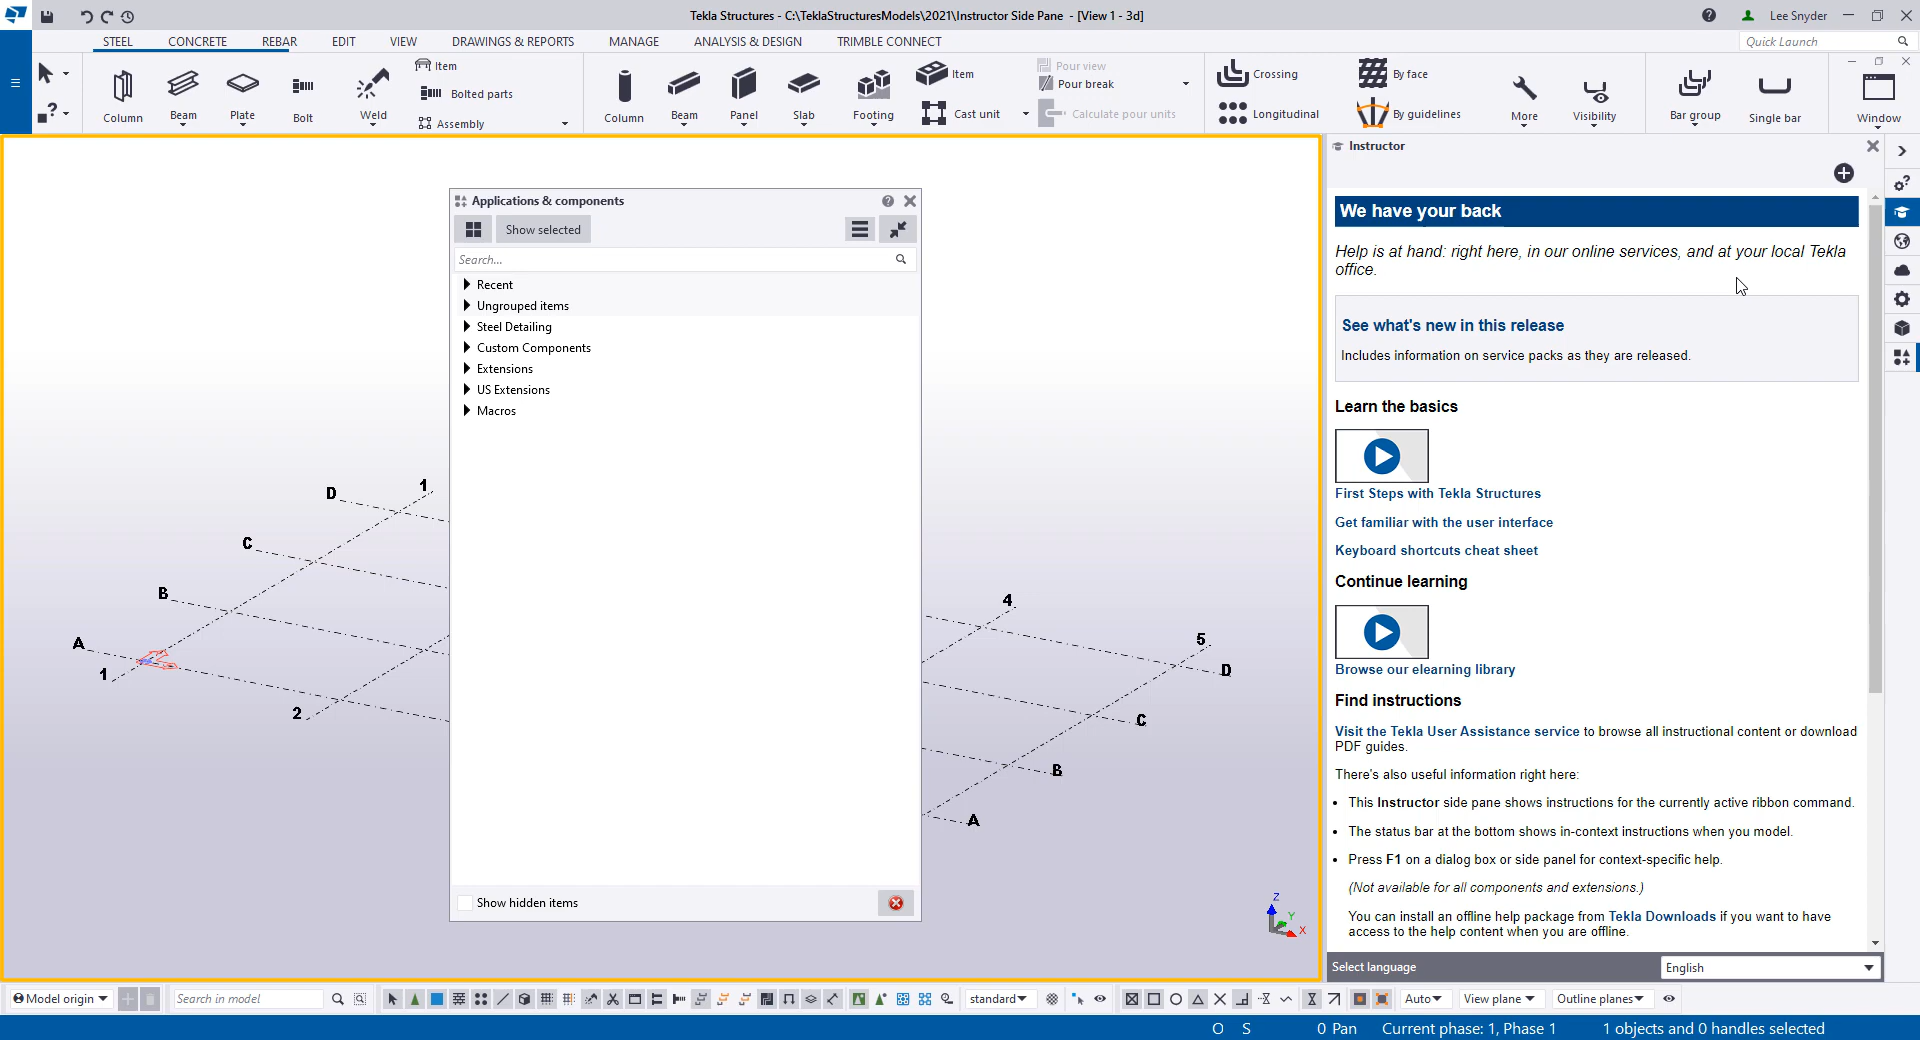 Tekla Structures - C:\TeklaStructuresModels\2021\Instructor Side Pane - [View 1 - 3d]
Lee Snyder
STEEL CONCRETE REBAR EDIT VIEW DRAWINGS & REPORTS MANAGE ANALYSIS & DESIGN TRIMBLE CONNECT
Quick Launch
Column
Beam
Plate
Bolt
Weld
Item
Bolted parts
Assembly
Column
Beam
Panel
Slab
Footing
Item
Cast unit
Pour view
Pour break
Calculate pour units
Crossing
Longitudinal
By face
By guidelines
More
Visibility
Bar group
Single bar
Window
Applications & components
Show selected
Search...
Recent
Ungrouped items
Steel Detailing
Custom Components
Extensions
US Extensions
Macros
Show hidden items
D
1
C
B
A
1
2
4
5
D
C
B
A
Z
Y
X
Instructor
We have your back
Help is at hand: right here, in our online services, and at your local Tekla
office.
See what's new in this release
Includes information on service packs as they are released.
Learn the basics
First Steps with Tekla Structures
Get familiar with the user interface
Keyboard shortcuts cheat sheet
Continue learning
Browse our elearning library
Find instructions
Visit the Tekla User Assistance service to browse all instructional content or download
PDF guides.
There's also useful information right here:
• This Instructor side pane shows instructions for the currently active ribbon command.
• The status bar at the bottom shows in-context instructions when you model.
• Press F1 on a dialog box or side panel for context-specific help.
(Not available for all components and extensions.)
You can install an offline help package from Tekla Downloads if you want to have
access to the help content when you are offline.
Select language
English
Model origin
Search in model
standard
Auto
View plane
Outline planes
O S 0 Pan Current phase: 1, Phase 1 1 objects and 0 handles selected